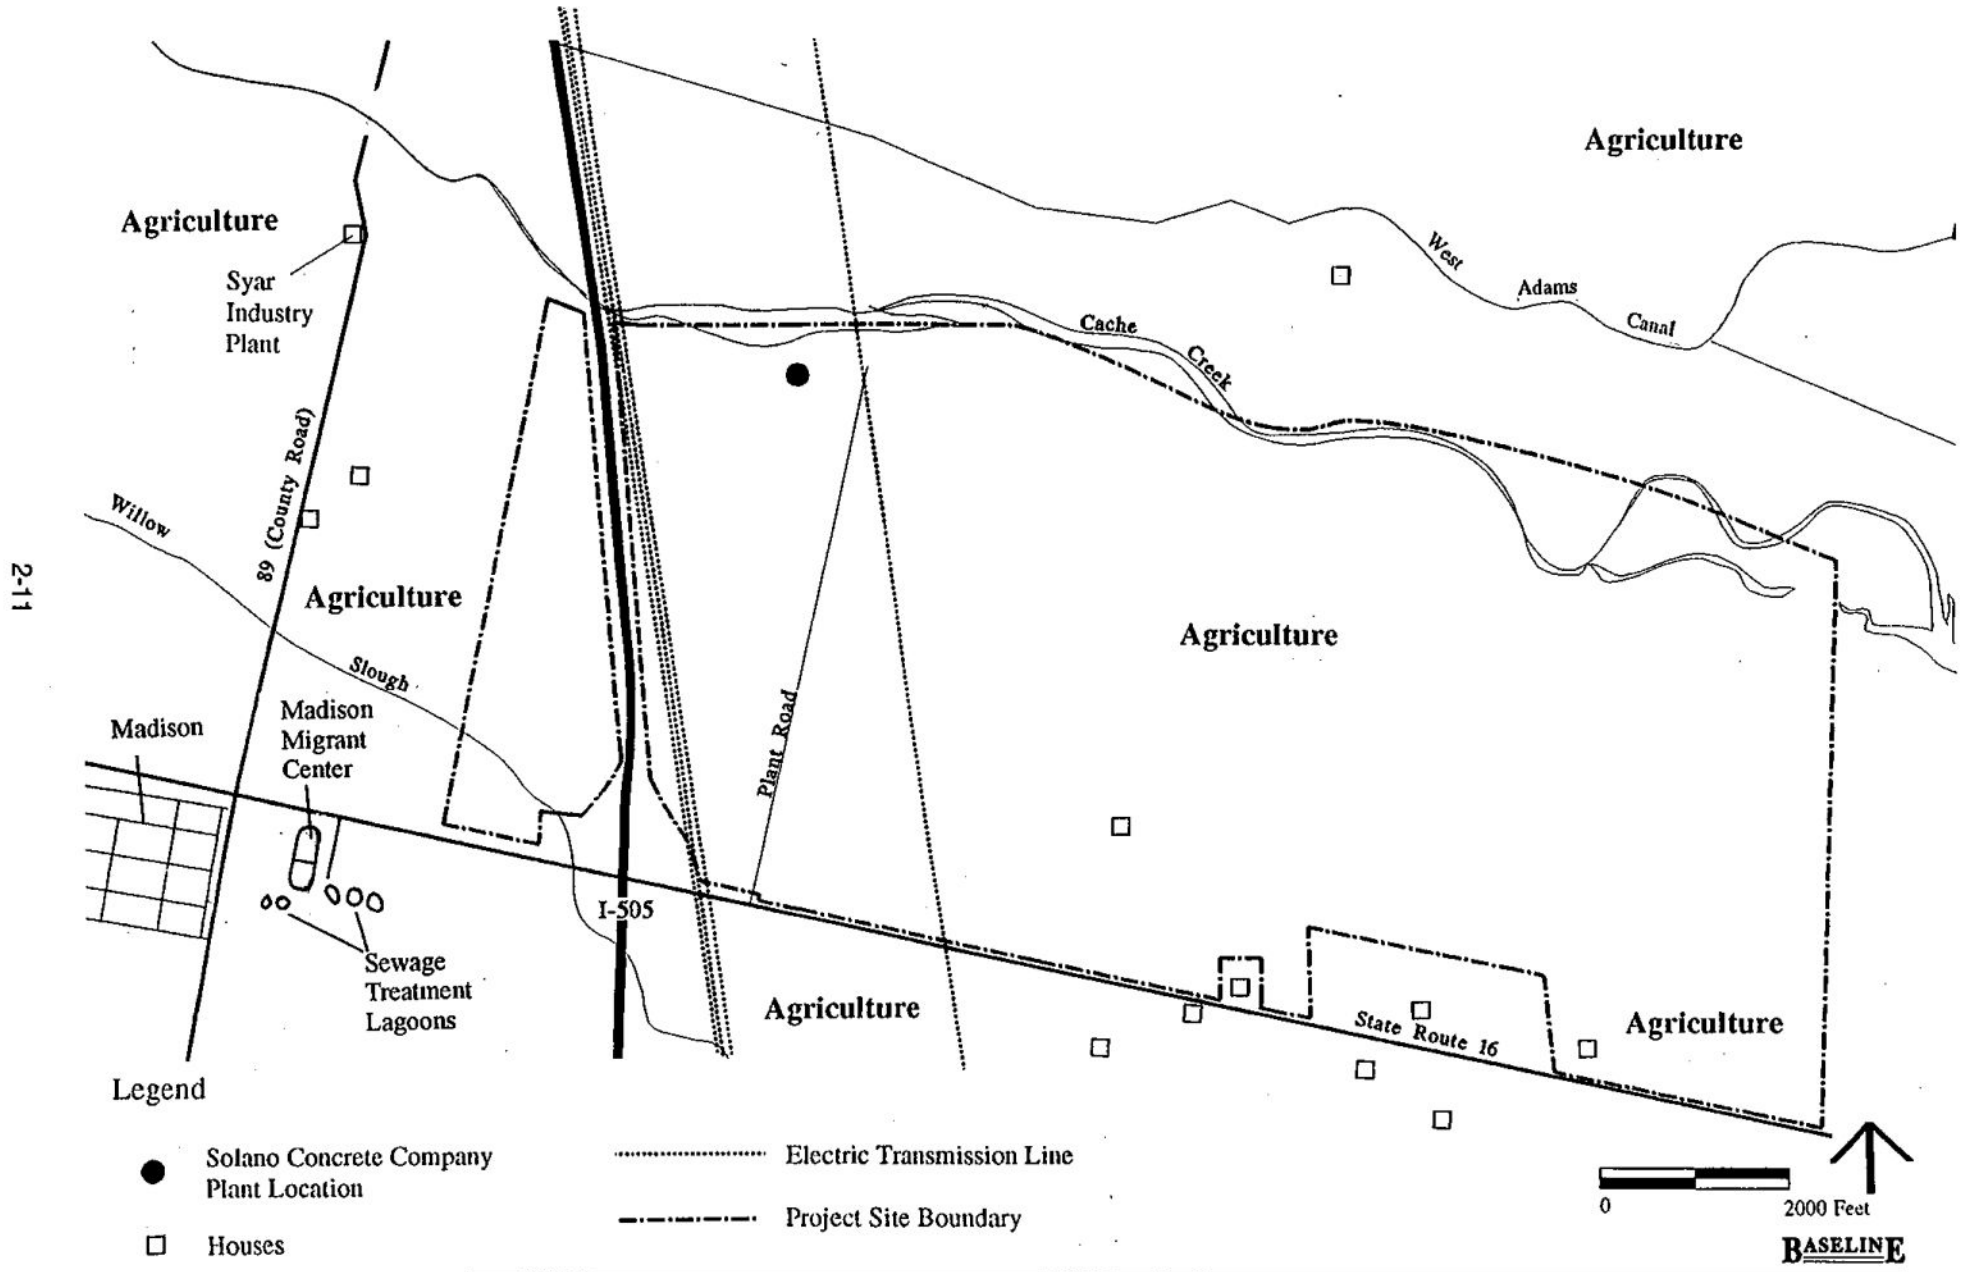 Agriculture
Agriculture
Syar
Industry
Plant
West
Adams
Canal
Cache
Creek
89 (County Road)
Willow
Slough
2-11
Agriculture
Agriculture
Plant Road
Madison
Madison
Migrant
Center
I-505
Sewage
Treatment
Lagoons
Agriculture
State Route 16
Agriculture
Legend
Solano Concrete Company
Plant Location
Houses
Electric Transmission Line
Project Site Boundary
0
2000 Feet
BASELINE